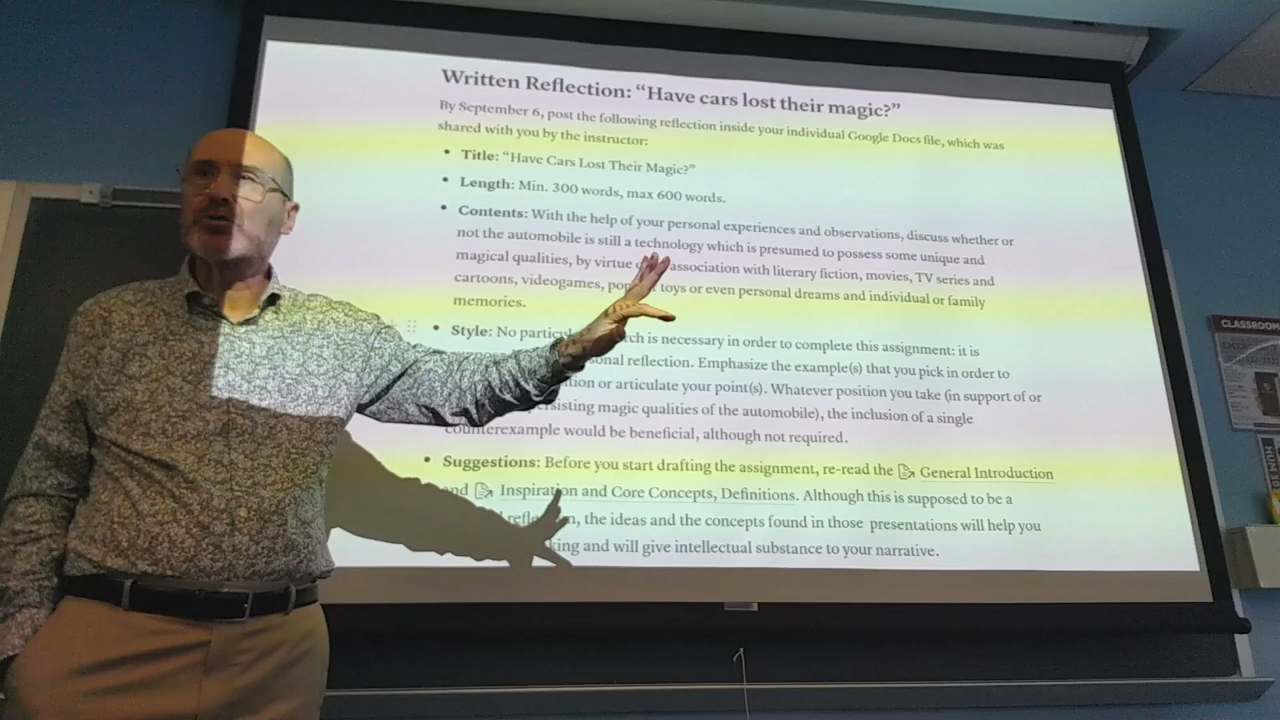 Written Reflection: “Have cars lost their magic?”
By September 6, post the following reflection inside your individual Google Docs file, which was
shared with you by the instructor:
• Title: “Have Cars Lost Their Magic?”
• Length: Min. 300 words, max 600 words.
• Contents: With the help of your personal experiences and observations, discuss whether or
not the automobile is still a technology which is presumed to possess some unique and
magical qualities, by virtue association with literary fiction, movies, TV series and
cartoons, videogames, toys or even personal dreams and individual or family
memories.
• Style: No is necessary in order to complete this assignment: it is
reflection. Emphasize the example(s) that you pick in order to
or articulate your point(s). Whatever position you take (in support of or
magic qualities of the automobile), the inclusion of a single
counterexample would be beneficial, although not required.
• Suggestions: Before you start drafting the assignment, re-read the General Introduction
and Inspiration and Core Concepts, Definitions. Although this is supposed to be a
the ideas and the concepts found in those presentations will help you
and will give intellectual substance to your narrative.
CLASSROOM